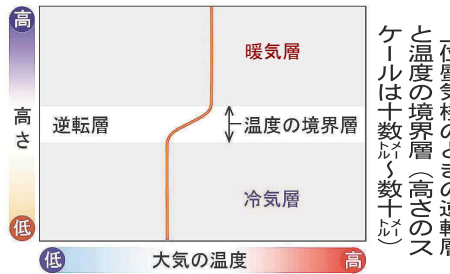 と温度の境界層（高さのス
ケールは十数メートル〜数十メートル）
高
高さ
低
暖気層
逆転層
温度の境界層
冷気層
低
大気の温度
高